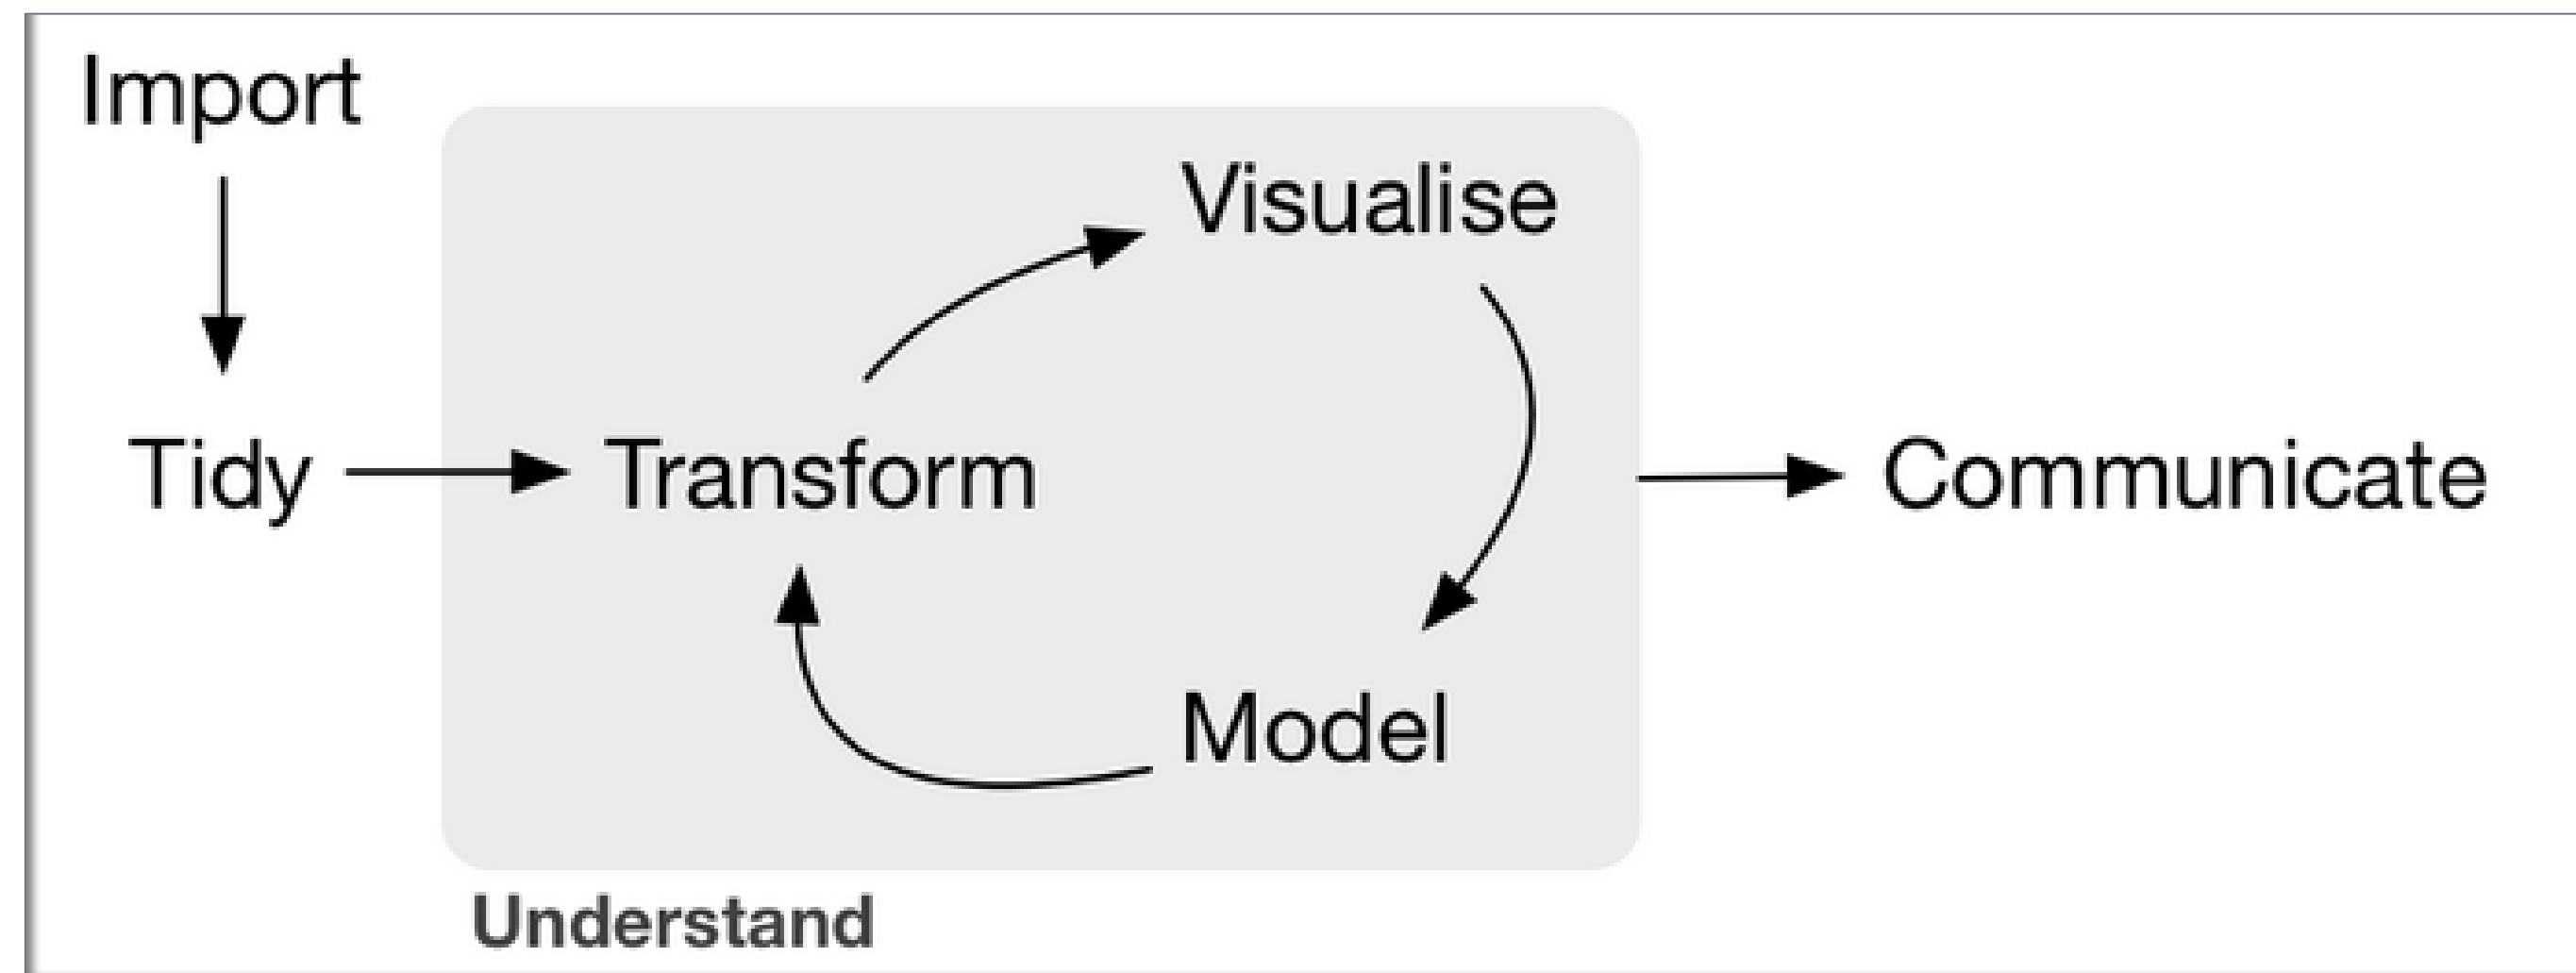 Import
Tidy
Transform
Visualise
Model
Understand
Communicate